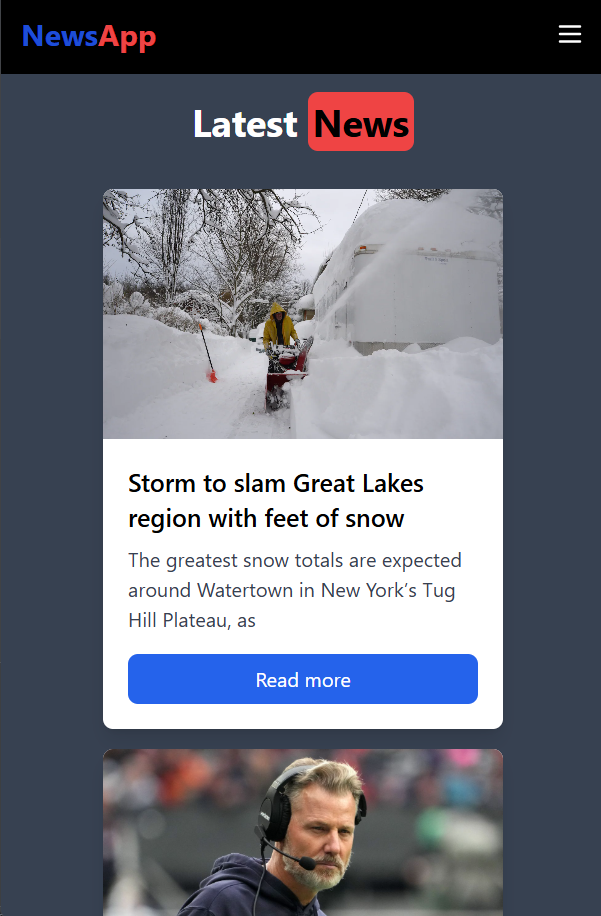 NewsApp
Latest News
Storm to slam Great Lakes
region with feet of snow
The greatest snow totals are expected
around Watertown in New York’s Tug
Hill Plateau, as
Read more